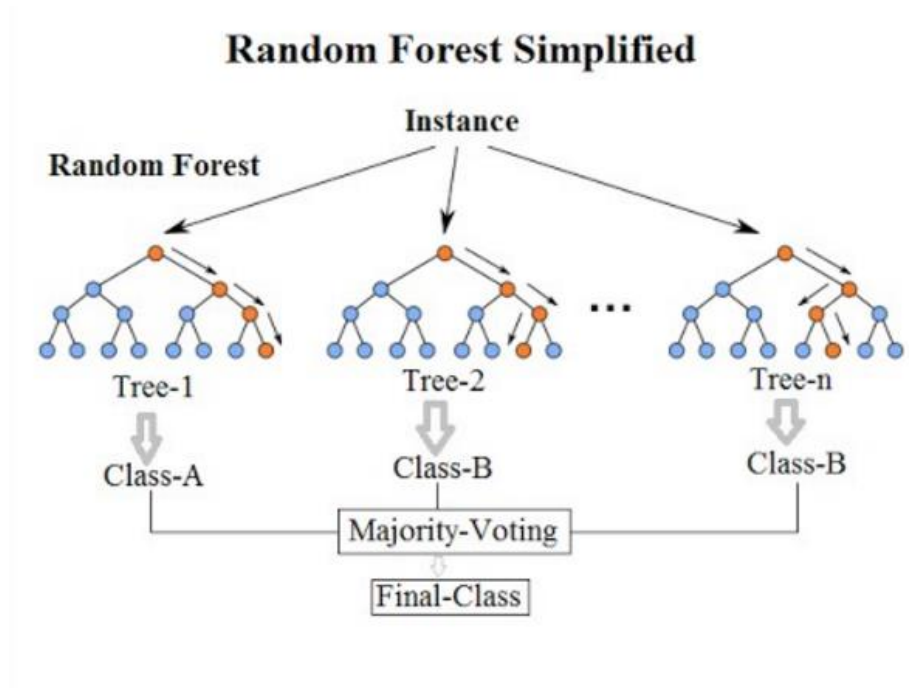 Random Forest Simplified
Instance
Random Forest
...
Tree-1
Tree-2
Tree-n
Class-A
Class-B
Class-B
Majority-Voting
Final-Class